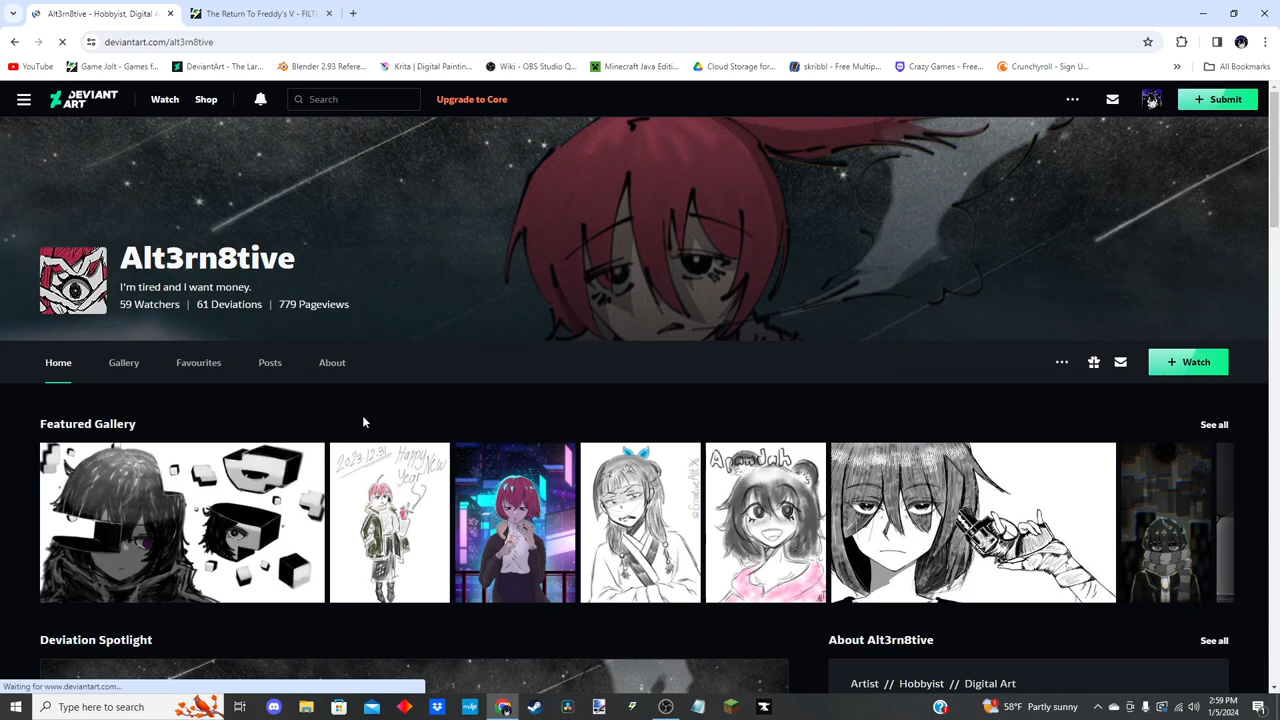 Alt3rn8tive - Hobbyist, Digital A
The Return To Freddy's V - FILTE
deviantart.com/alt3rn8tive
YouTube
Game Jolt - Games f...
DeviantArt - The Lar...
Blender 2.93 Refere...
Krita | Digital Paintin...
Wiki - OBS Studio Q...
Minecraft Java Editi...
Cloud Storage for...
skribbl - Free Multip...
Crazy Games - Free...
Crunchyroll - Sign U...
All Bookmarks
DEVIANT ART
Watch
Shop
Search
Upgrade to Core
+ Submit
Alt3rn8tive
I'm tired and I want money.
59 Watchers | 61 Deviations | 779 Pageviews
Home
Gallery
Favourites
Posts
About
+ Watch
Featured Gallery
See all
2023.12.31 Happy New Year
Apandah
Deviation Spotlight
About Alt3rn8tive
See all
Artist // Hobbyist // Digital Art
Waiting for www.deviantart.com...
Type here to search
58°F Partly sunny
2:59 PM
1/5/2024